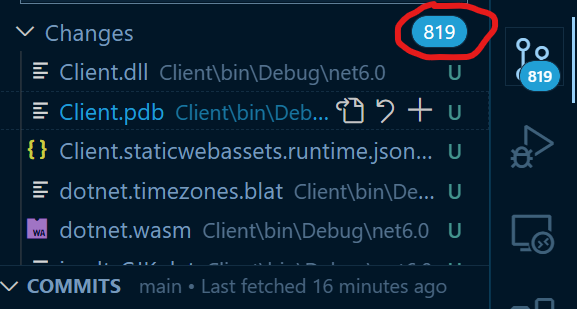 Changes 819
Client.dll Client\bin\Debug\net6.0 U
Client.pdb Client\bin\Deb... U
{ } Client.staticwebassets.runtime.json... U
dotnet.timezones.blat Client\bin\De... U
WA dotnet.wasm Client\bin\Debug\net6.0 U
COMMITS main • Last fetched 16 minutes ago
819